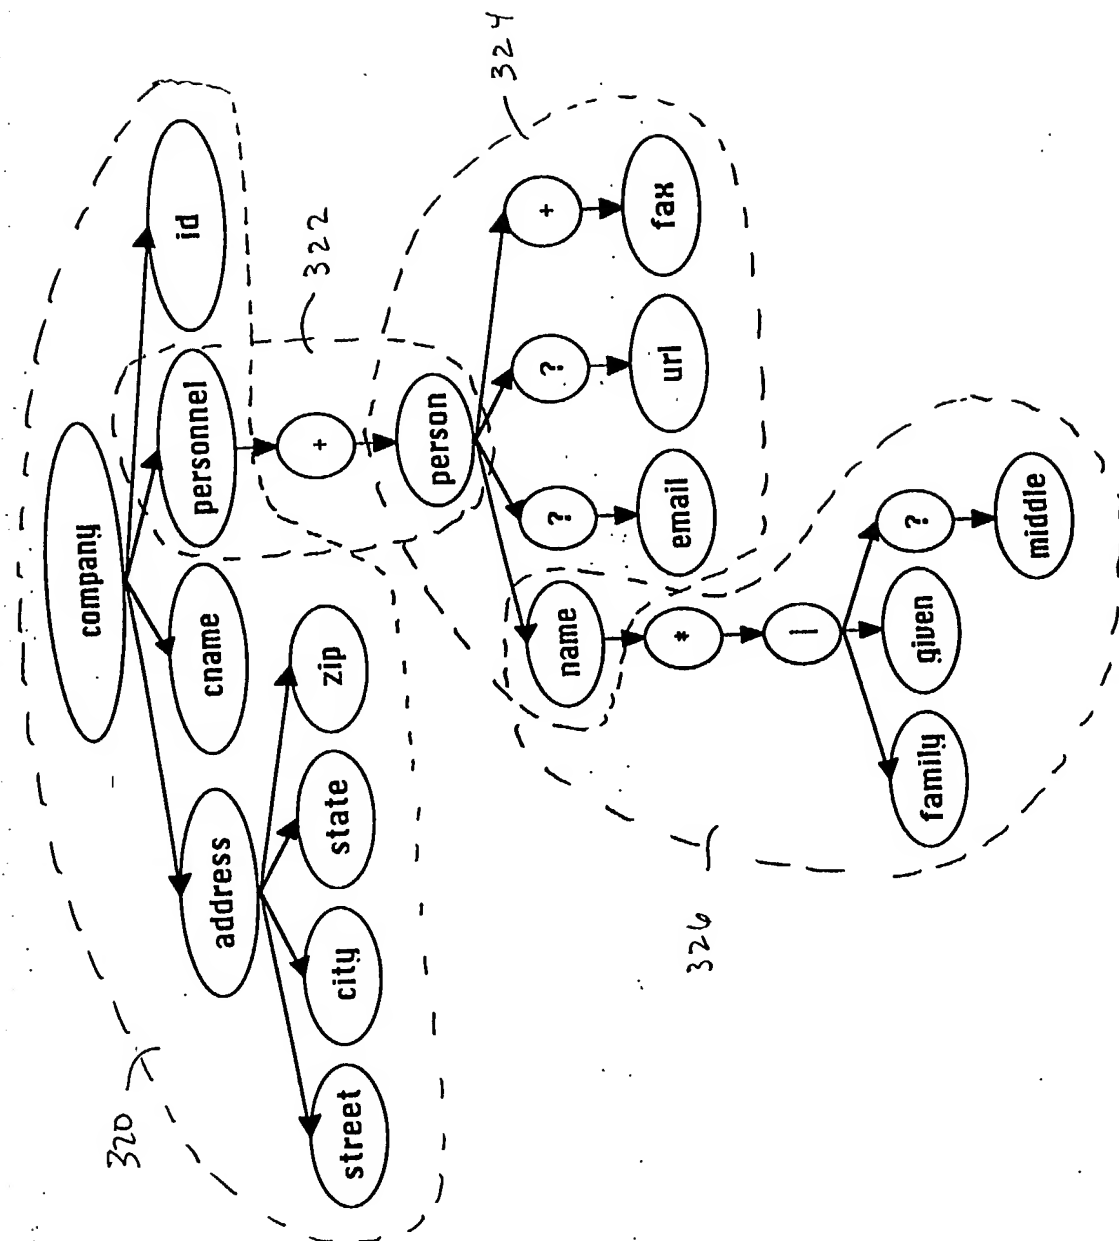 company
address
cname
personnel
id
street
city
state
zip
+
322
person
324
name
?
email
?
url
+
fax
*
|
family
given
?
middle
320
326